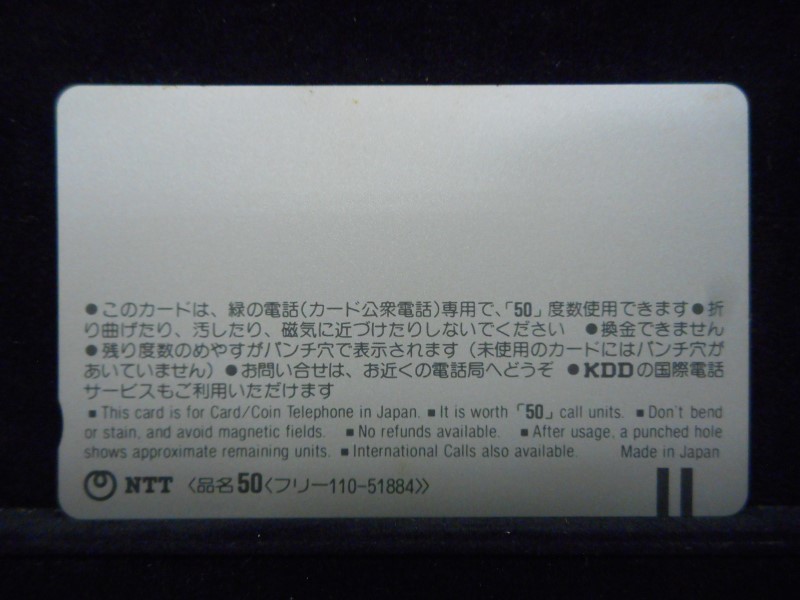 ●このカードは、緑の電話(カード公衆電話)専用で、「50」度数使用できます●折
り曲げたり、汚したり、磁気に近づけたりしないでください ●換金できません
●残り度数のめやすがパンチ穴で表示されます(未使用のカードにはパンチ穴が
あいていません)●お問い合せは、お近くの電話局へどうぞ ●KDDの国際電話
サービスもご利用いただけます
■ This card is for Card/Coin Telephone in Japan. ■ It is worth「50」call units. ■ Don't bend
or stain, and avoid magnetic fields. ■ No refunds available. ■ After usage, a punched hole
shows approximate remaining units. ■ International Calls also available. Made in Japan
NTT 〈品名50〈フリー110-51884〉〉